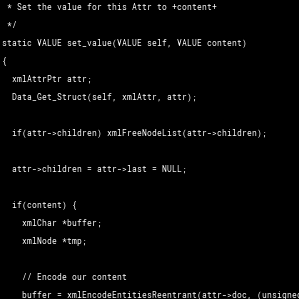 * Set the value for this Attr to +content+
*/
static VALUE set_value(VALUE self, VALUE content)
{
xmlAttrPtr attr;
Data_Get_Struct(self, xmlAttr, attr);
if(attr->children) xmlFreeNodeList(attr->children);
attr->children = attr->last = NULL;
if(content) {
xmlChar *buffer;
xmlNode *tmp;
// Encode our content
buffer = xmlEncodeEntitiesReentrant(attr->doc, (unsigned